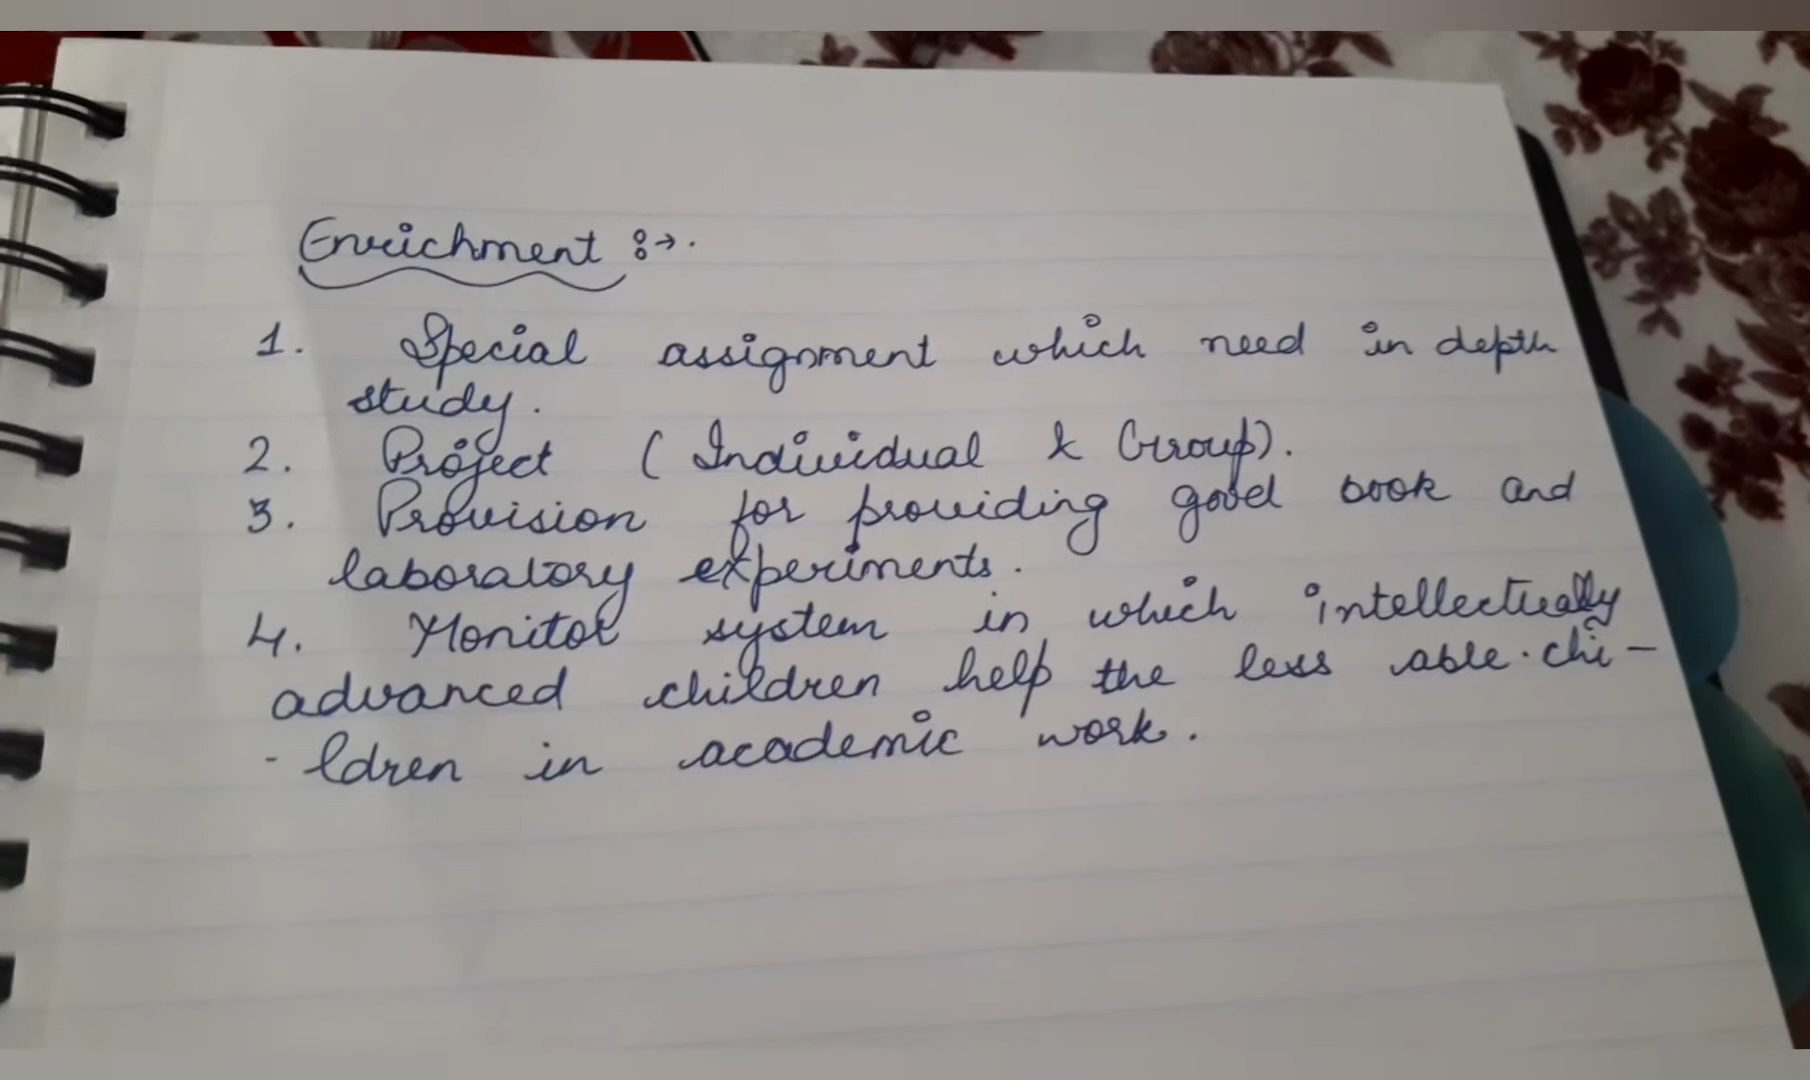 Enrichment :→.
1. Special assignment which need in depth
study.
2. Project ( Individual & Group).
3. Provision for providing good book and
laboratory experiments.
4. Monitor system in which intellectually
advanced children help the less able chi-
-ldren in academic work.